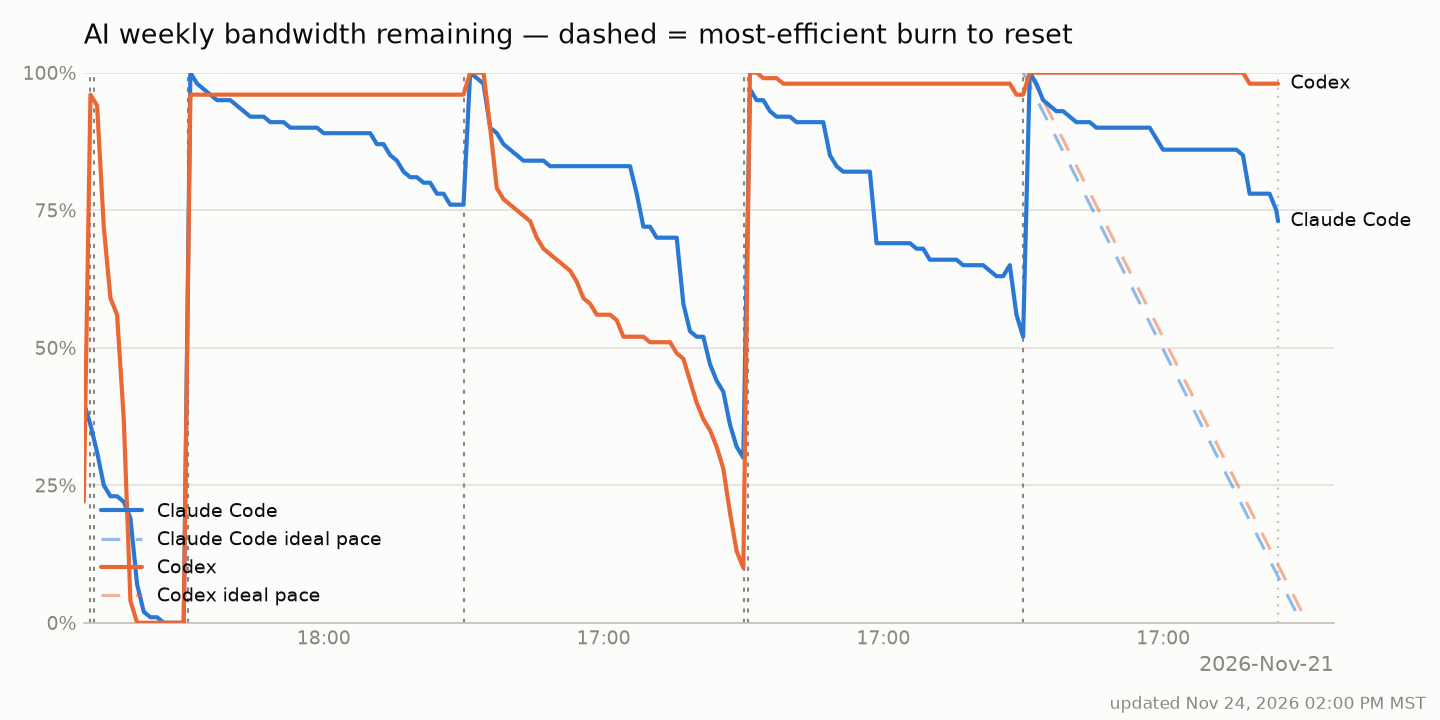 AI weekly bandwidth remaining — dashed = most-efficient burn to reset
100%
75%
50%
25%
0%
Codex
Claude Code
Claude Code
Claude Code ideal pace
Codex
Codex ideal pace
18:00 17:00 17:00 17:00
2026-Nov-21
updated Nov 24, 2026 02:00 PM MST